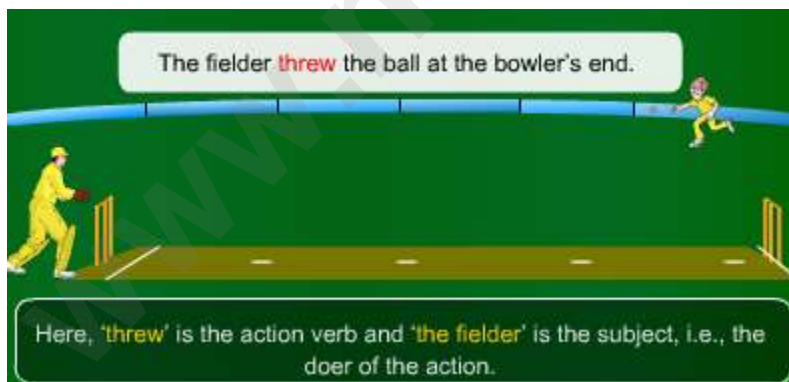 The fielder threw the ball at the bowler's end.
Here, 'threw' is the action verb and 'the fielder' is the subject, i.e., the
doer of the action.